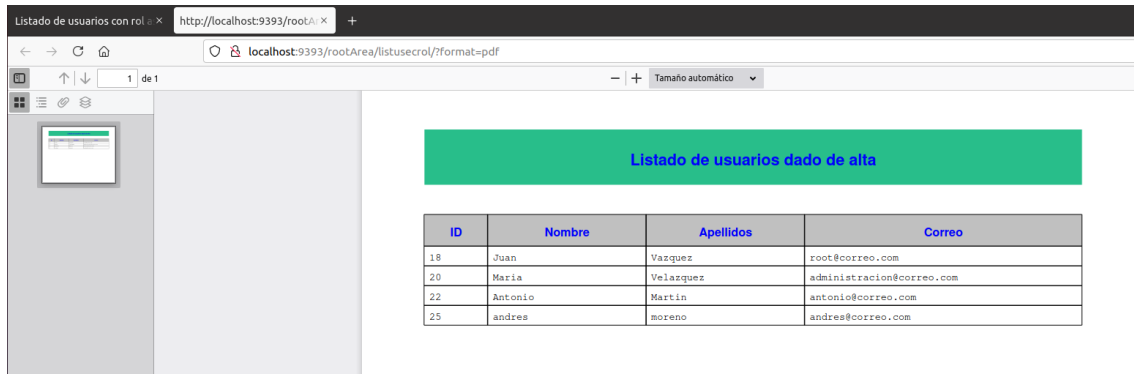 Listado de usuarios con rol a × http://localhost:9393/rootAr × +
localhost:9393/rootArea/listusecrol/?format=pdf
1 de 1 − + Tamaño automático
Listado de usuarios dado de alta
ID Nombre Apellidos Correo
18 Juan Vazquez root@correo.com
20 Maria Velazquez administracion@correo.com
22 Antonio Martin antonio@correo.com
25 andres moreno andres@correo.com